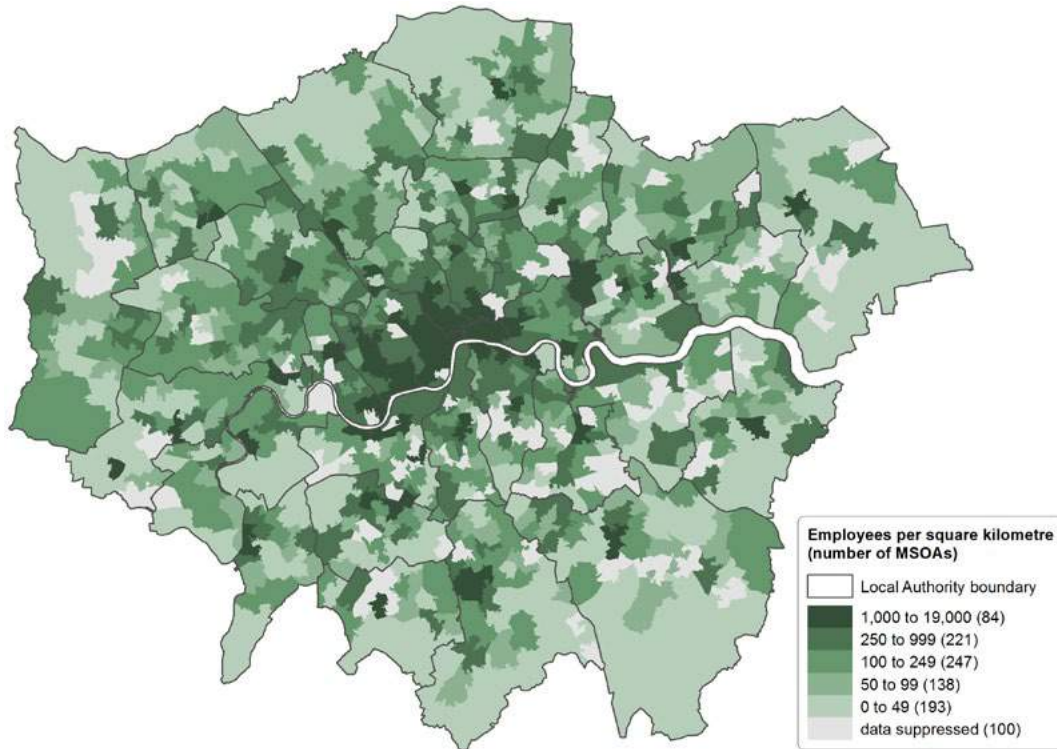 Employees per square kilometre
(number of MSOAs)
Local Authority boundary
1,000 to 19,000 (84)
250 to 999 (221)
100 to 249 (247)
50 to 99 (138)
0 to 49 (193)
data suppressed (100)